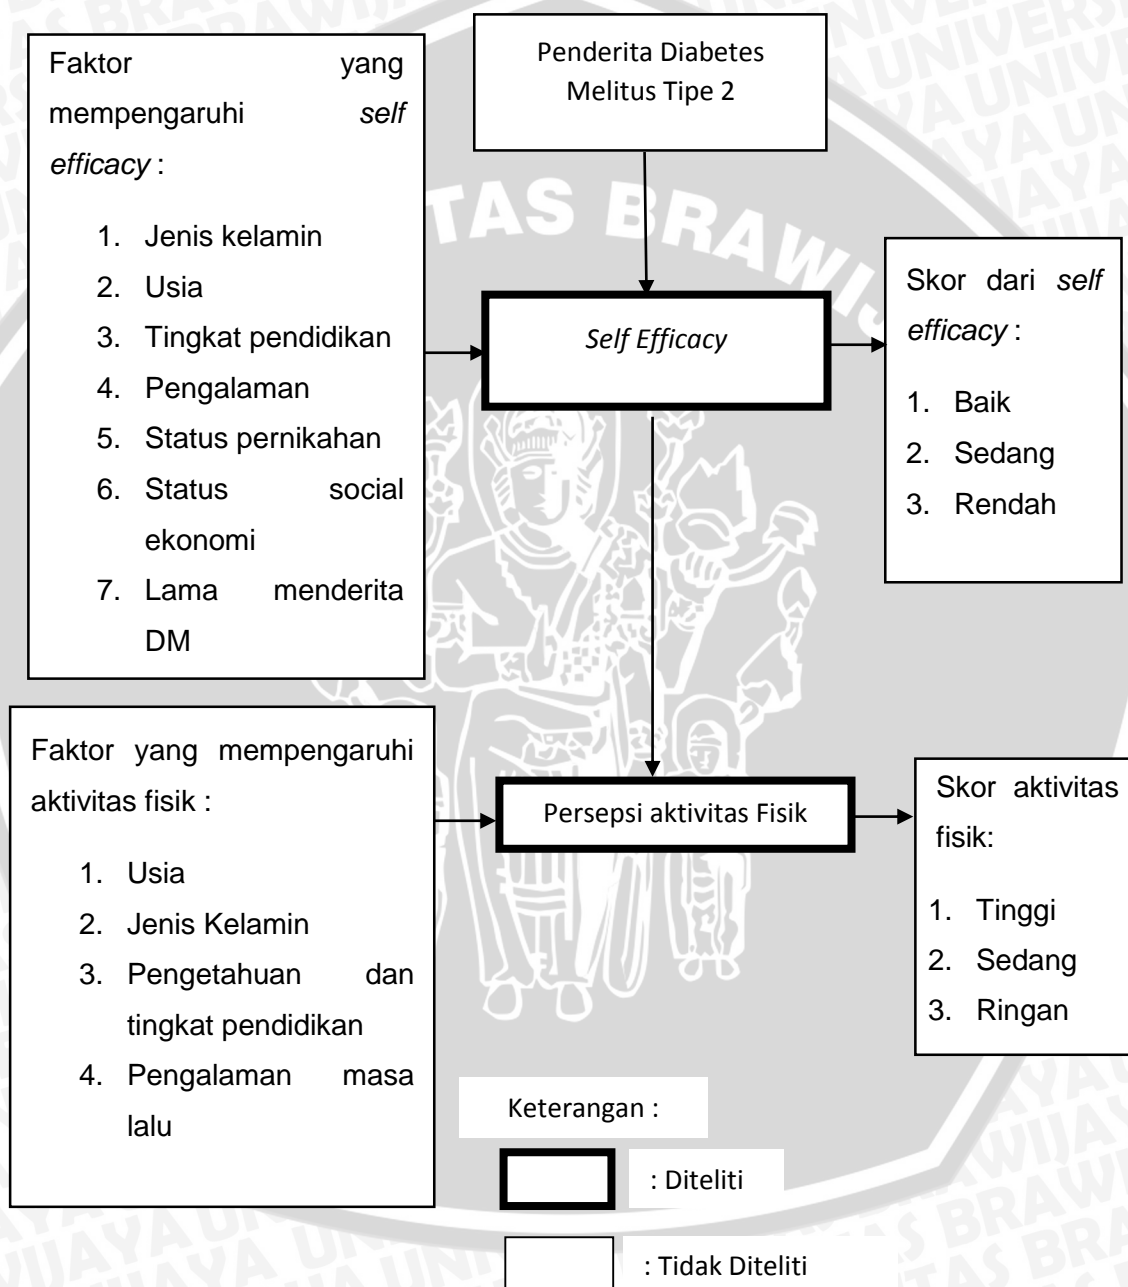 Faktor yang
mempengaruhi self
efficacy :
1. Jenis kelamin
2. Usia
3. Tingkat pendidikan
4. Pengalaman
5. Status pernikahan
6. Status social
ekonomi
7. Lama menderita
DM
Penderita Diabetes
Melitus Tipe 2
Self Efficacy
Skor dari self
efficacy :
1. Baik
2. Sedang
3. Rendah
Faktor yang mempengaruhi
aktivitas fisik :
1. Usia
2. Jenis Kelamin
3. Pengetahuan dan
tingkat pendidikan
4. Pengalaman masa
lalu
Persepsi aktivitas Fisik
Skor aktivitas
fisik:
1. Tinggi
2. Sedang
3. Ringan
Keterangan :
: Diteliti
: Tidak Diteliti
TAS BRAWIJ